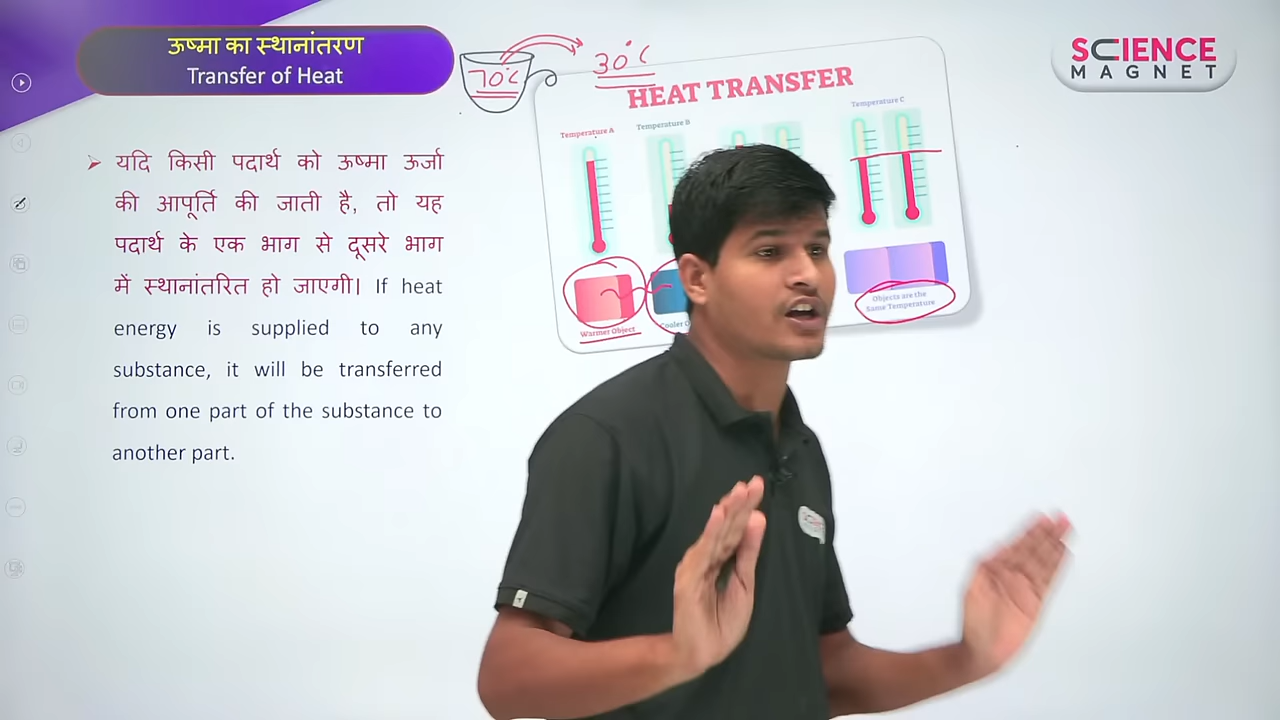 ऊष्मा का स्थानांतरण
Transfer of Heat
70°C
30°C
SCIENCE
MAGNET
HEAT TRANSFER
Temperature A
Temperature B
Temperature C
यदि किसी पदार्थ को ऊष्मा ऊर्जा
की आपूर्ति की जाती है, तो यह
पदार्थ के एक भाग से दूसरे भाग
में स्थानांतरित हो जाएगी। If heat
energy is supplied to any
substance, it will be transferred
from one part of the substance to
another part.
Warmer Object
Cooler
Objects are the
Same Temperature